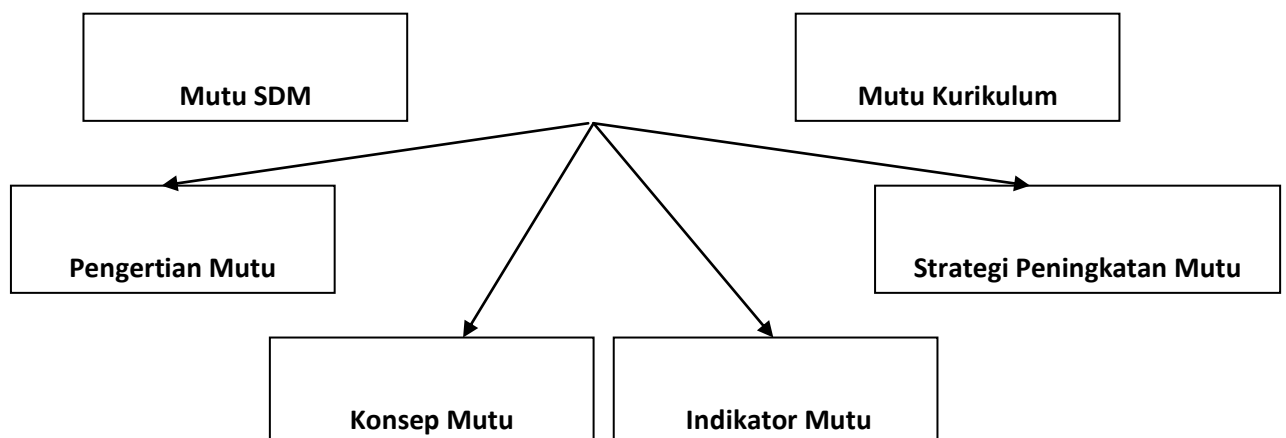 Mutu SDM
Mutu Kurikulum
Pengertian Mutu
Strategi Peningkatan Mutu
Konsep Mutu
Indikator Mutu